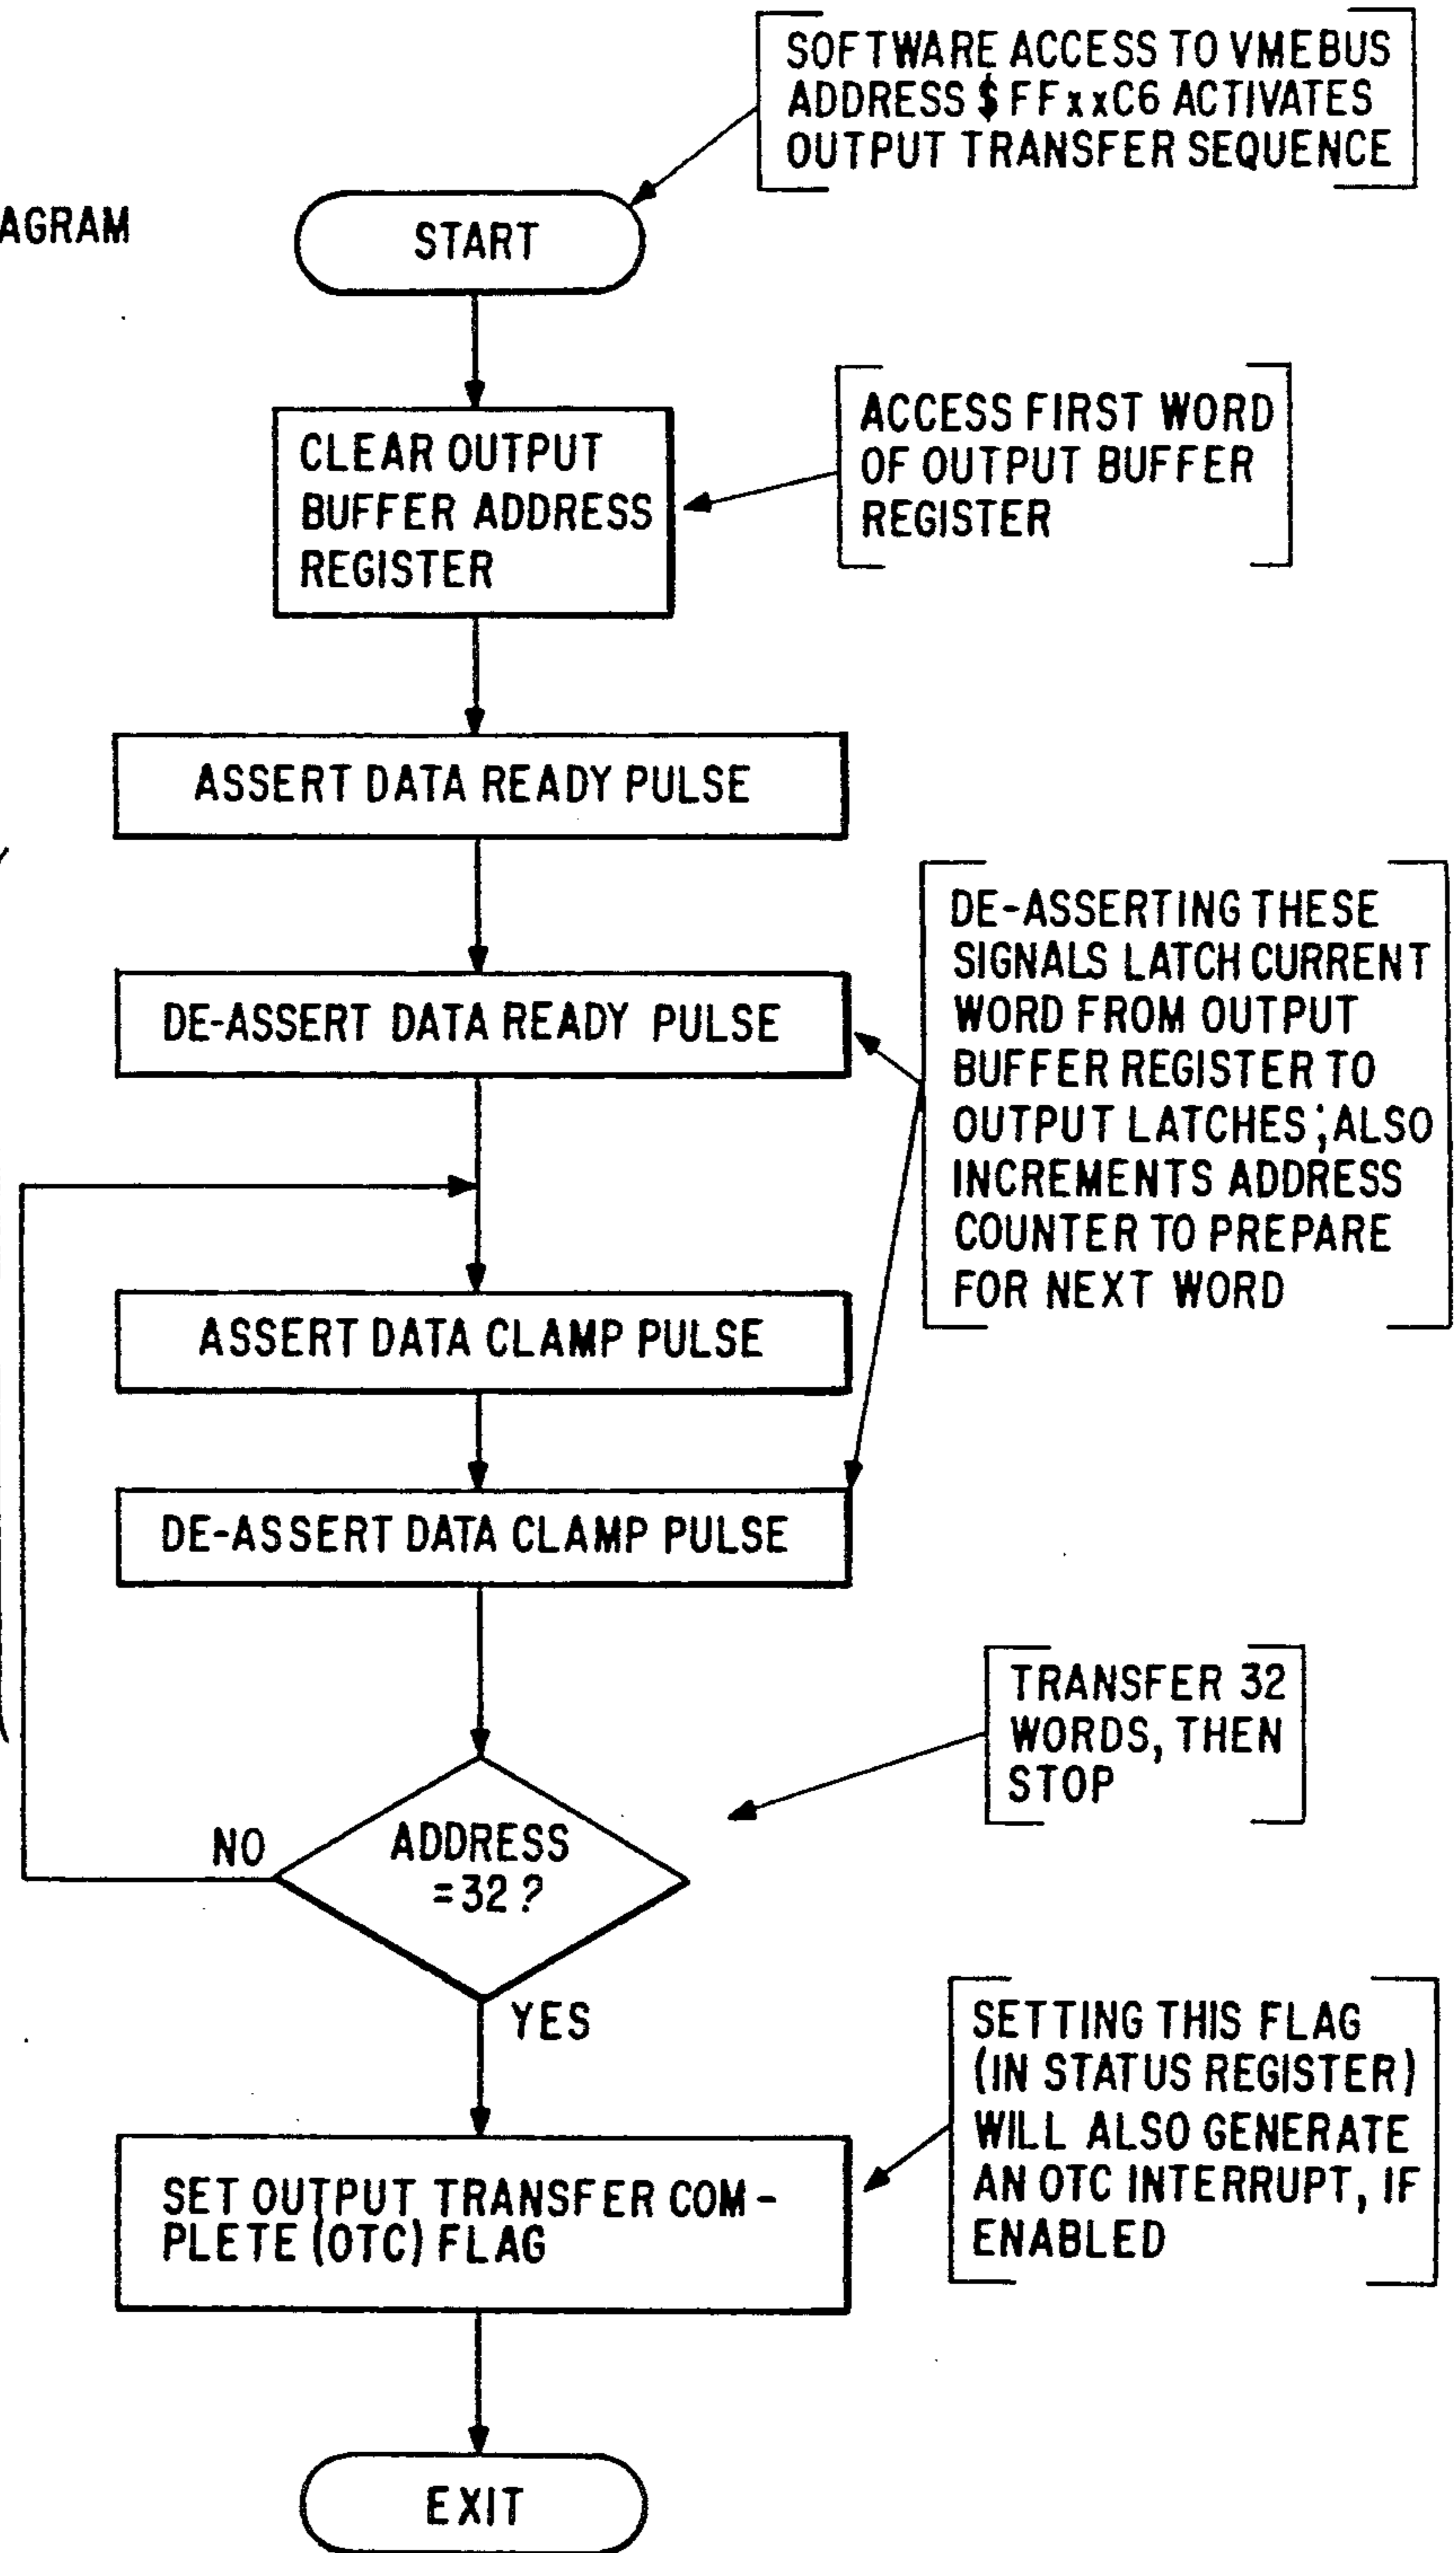 SOFTWARE ACCESS TO VMEBUS
ADDRESS $FFxxC6 ACTIVATES
OUTPUT TRANSFER SEQUENCE
AGRAM
START
CLEAR OUTPUT
BUFFER ADDRESS
REGISTER
ACCESS FIRST WORD
OF OUTPUT BUFFER
REGISTER
ASSERT DATA READY PULSE
DE-ASSERT DATA READY PULSE
DE-ASSERTING THESE
SIGNALS LATCH CURRENT
WORD FROM OUTPUT
BUFFER REGISTER TO
OUTPUT LATCHES; ALSO
INCREMENTS ADDRESS
COUNTER TO PREPARE
FOR NEXT WORD
ASSERT DATA CLAMP PULSE
DE-ASSERT DATA CLAMP PULSE
TRANSFER 32
WORDS, THEN
STOP
ADDRESS
=32?
NO
YES
SETTING THIS FLAG
(IN STATUS REGISTER)
WILL ALSO GENERATE
AN OTC INTERRUPT, IF
ENABLED
SET OUTPUT TRANSFER COM-
PLETE (OTC) FLAG
EXIT